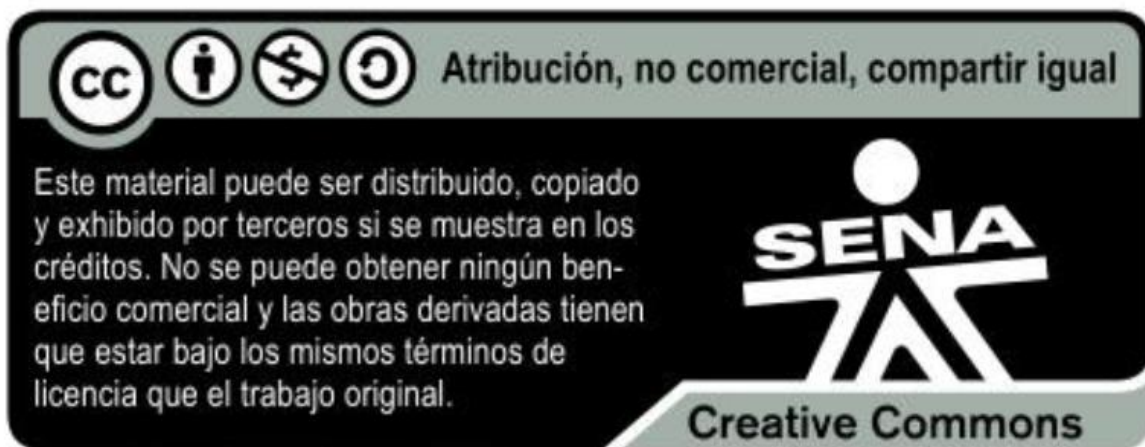 cc Atribución, no comercial, compartir igual
Este material puede ser distribuido, copiado
y exhibido por terceros si se muestra en los
créditos. No se puede obtener ningún ben-
eficio comercial y las obras derivadas tienen
que estar bajo los mismos términos de
licencia que el trabajo original.
SENA
Creative Commons